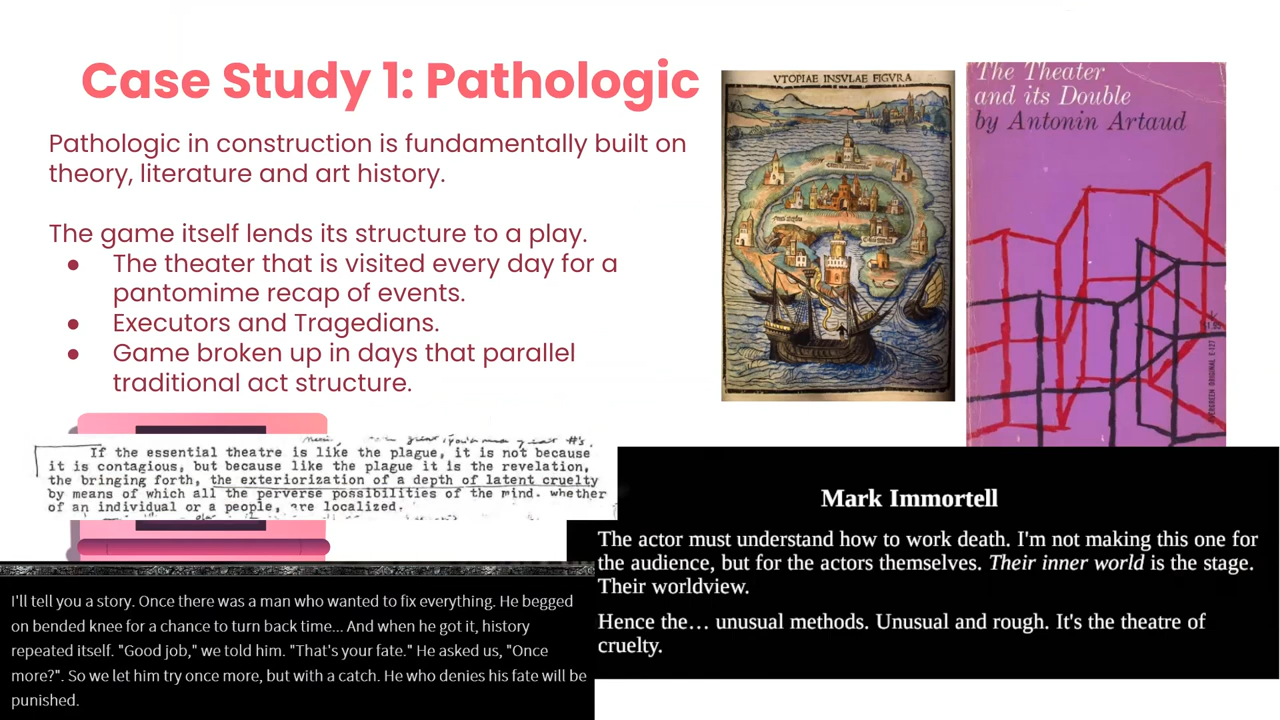 Case Study 1: Pathologic
Pathologic in construction is fundamentally built on
theory, literature and art history.
The game itself lends its structure to a play.
● The theater that is visited every day for a
pantomime recap of events.
● Executors and Tragedians.
● Game broken up in days that parallel
traditional act structure.
VTOPIAE INSVLAE FIGVRA
The Theater
and its Double
by Antonin Artaud
EVERGREEN ORIGINAL E-127
If the essential theatre is like the plague, it is not because
it is contagious, but because like the plague it is the revelation,
the bringing forth, the exteriorization of a depth of latent cruelty
by means of which all the perverse possibilities of the mind. whether
of an individual or a people, are localized.
Mark Immortell
The actor must understand how to work death. I'm not making this one for
the audience, but for the actors themselves. Their inner world is the stage.
Their worldview.
Hence the… unusual methods. Unusual and rough. It's the theatre of
cruelty.
I'll tell you a story. Once there was a man who wanted to fix everything. He begged
on bended knee for a chance to turn back time... And when he got it, history
repeated itself. "Good job," we told him. "That's your fate." He asked us, "Once
more?". So we let him try once more, but with a catch. He who denies his fate will be
punished.